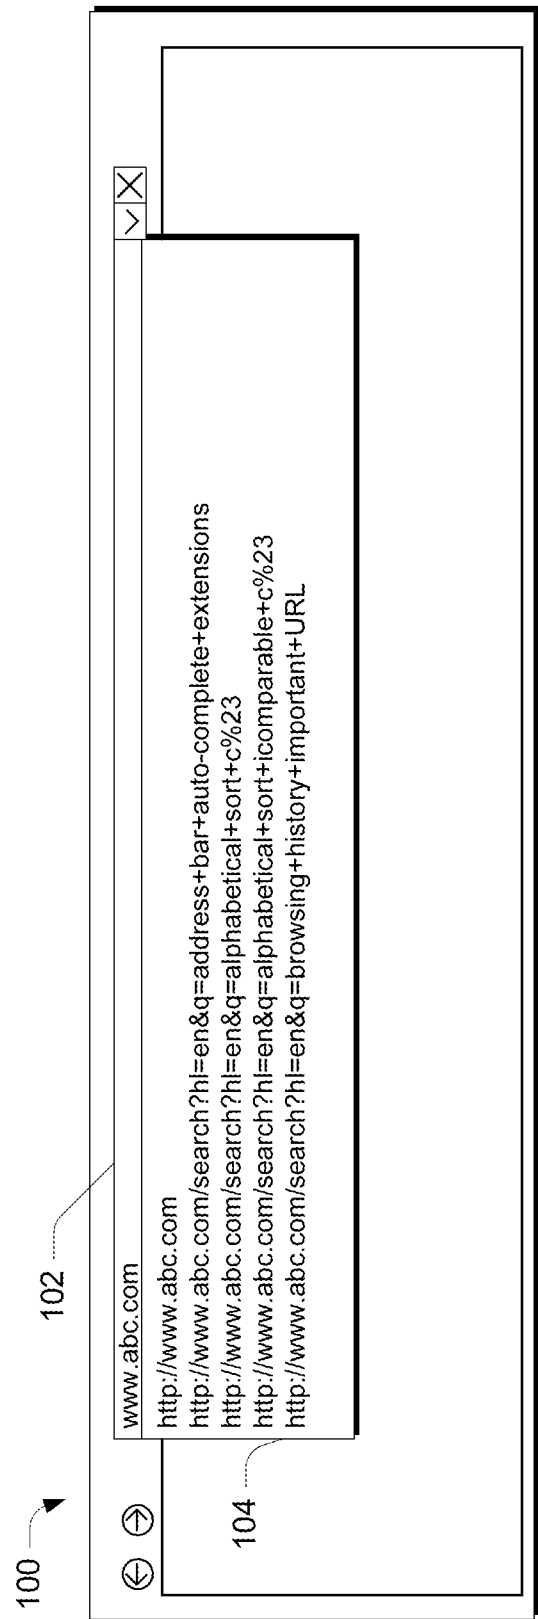 100
102
www.abc.com
http://www.abc.com
http://www.abc.com/search?hl=en&q=address+bar+auto-complete+extensions
http://www.abc.com/search?hl=en&q=alphabetical+sort+c%23
http://www.abc.com/search?hl=en&q=alphabetical+sort+icomparable+c%23
http://www.abc.com/search?hl=en&q=browsing+history+important+URL
104